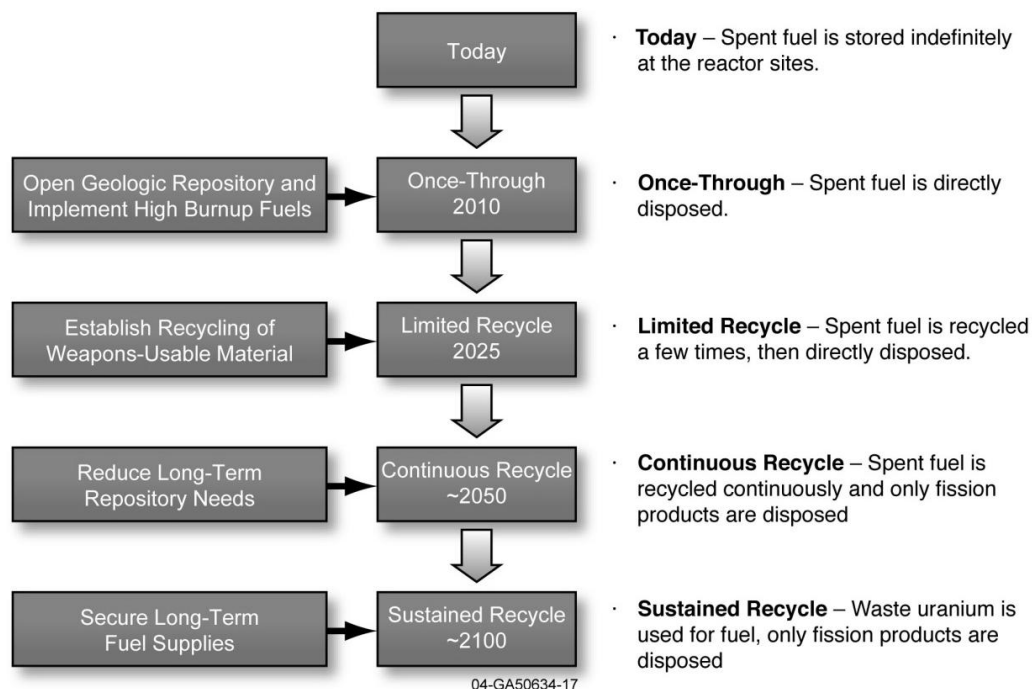 Today
· Today – Spent fuel is stored indefinitely
at the reactor sites.
Open Geologic Repository and
Implement High Burnup Fuels
Once-Through
2010
· Once-Through – Spent fuel is directly
disposed.
Establish Recycling of
Weapons-Usable Material
Limited Recycle
2025
· Limited Recycle – Spent fuel is recycled
a few times, then directly disposed.
Reduce Long-Term
Repository Needs
Continuous Recycle
~2050
· Continuous Recycle – Spent fuel is
recycled continuously and only fission
products are disposed
Secure Long-Term
Fuel Supplies
Sustained Recycle
~2100
· Sustained Recycle – Waste uranium is
used for fuel, only fission products are
disposed
04-GA50634-17